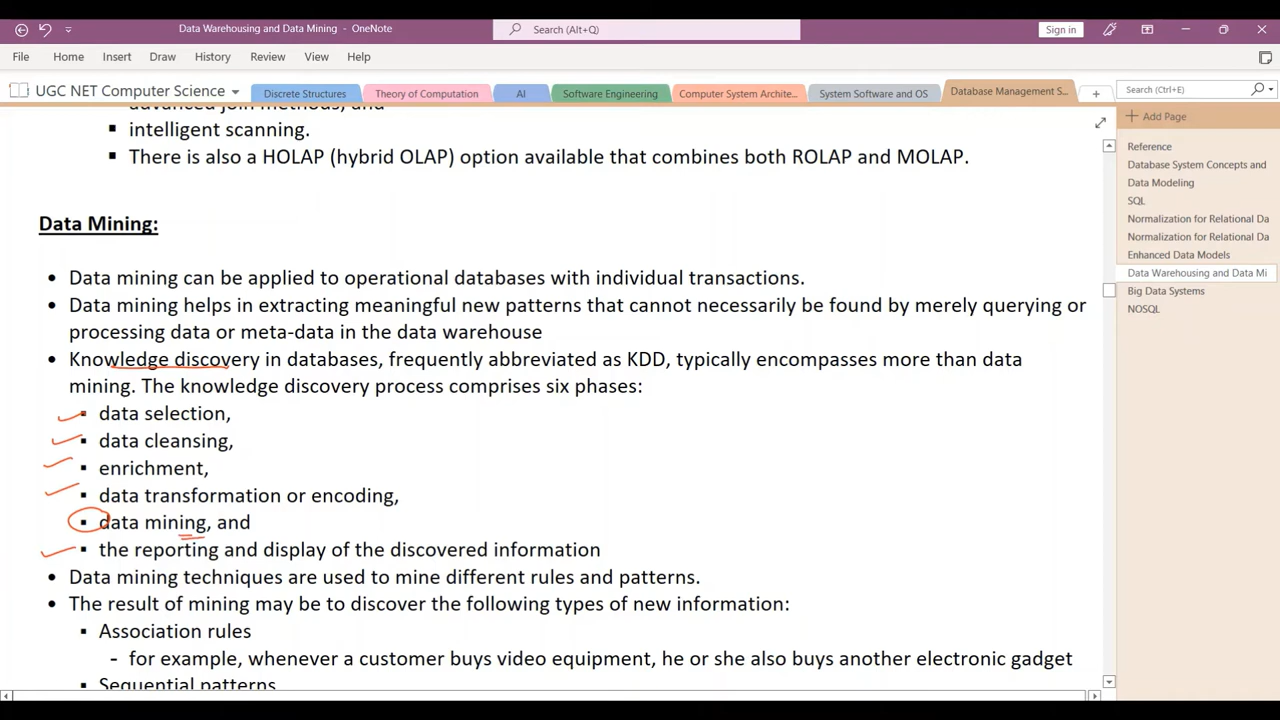 Data Warehousing and Data Mining - OneNote
Search (Alt+Q)
Sign in
File Home Insert Draw History Review View Help
UGC NET Computer Science
Discrete Structures
Theory of Computation
AI
Software Engineering
Computer System Archite...
System Software and OS
Database Management S...
Search (Ctrl+E)
advanced join methods, and
▪ intelligent scanning.
▪ There is also a HOLAP (hybrid OLAP) option available that combines both ROLAP and MOLAP.
Data Mining:
• Data mining can be applied to operational databases with individual transactions.
• Data mining helps in extracting meaningful new patterns that cannot necessarily be found by merely querying or
processing data or meta-data in the data warehouse
• Knowledge discovery in databases, frequently abbreviated as KDD, typically encompasses more than data
mining. The knowledge discovery process comprises six phases:
▪ data selection,
▪ data cleansing,
▪ enrichment,
▪ data transformation or encoding,
▪ data mining, and
▪ the reporting and display of the discovered information
• Data mining techniques are used to mine different rules and patterns.
• The result of mining may be to discover the following types of new information:
▪ Association rules
- for example, whenever a customer buys video equipment, he or she also buys another electronic gadget
▪ Sequential patterns
Add Page
Reference
Database System Concepts and
Data Modeling
SQL
Normalization for Relational Da
Normalization for Relational Da
Enhanced Data Models
Data Warehousing and Data Mi
Big Data Systems
NOSQL